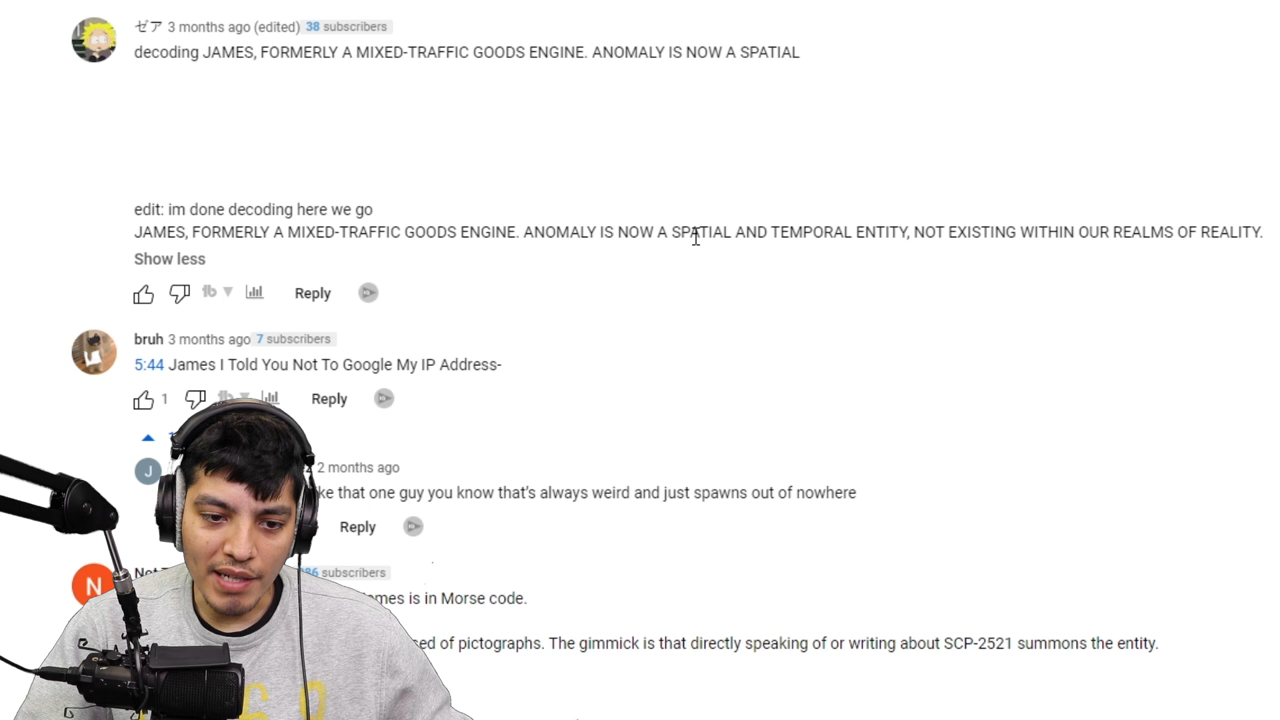 ゼア 3 months ago (edited) 38 subscribers
decoding JAMES, FORMERLY A MIXED-TRAFFIC GOODS ENGINE. ANOMALY IS NOW A SPATIAL
edit: im done decoding here we go
JAMES, FORMERLY A MIXED-TRAFFIC GOODS ENGINE. ANOMALY IS NOW A SPATIAL AND TEMPORAL ENTITY, NOT EXISTING WITHIN OUR REALMS OF REALITY.
Show less
Reply
bruh 3 months ago 7 subscribers
5:44 James I Told You Not To Google My IP Address-
1 Reply
J 2 months ago
that one guy you know that's always weird and just spawns out of nowhere
Reply
N subscribers
is in Morse code.
of pictographs. The gimmick is that directly speaking of or writing about SCP-2521 summons the entity.